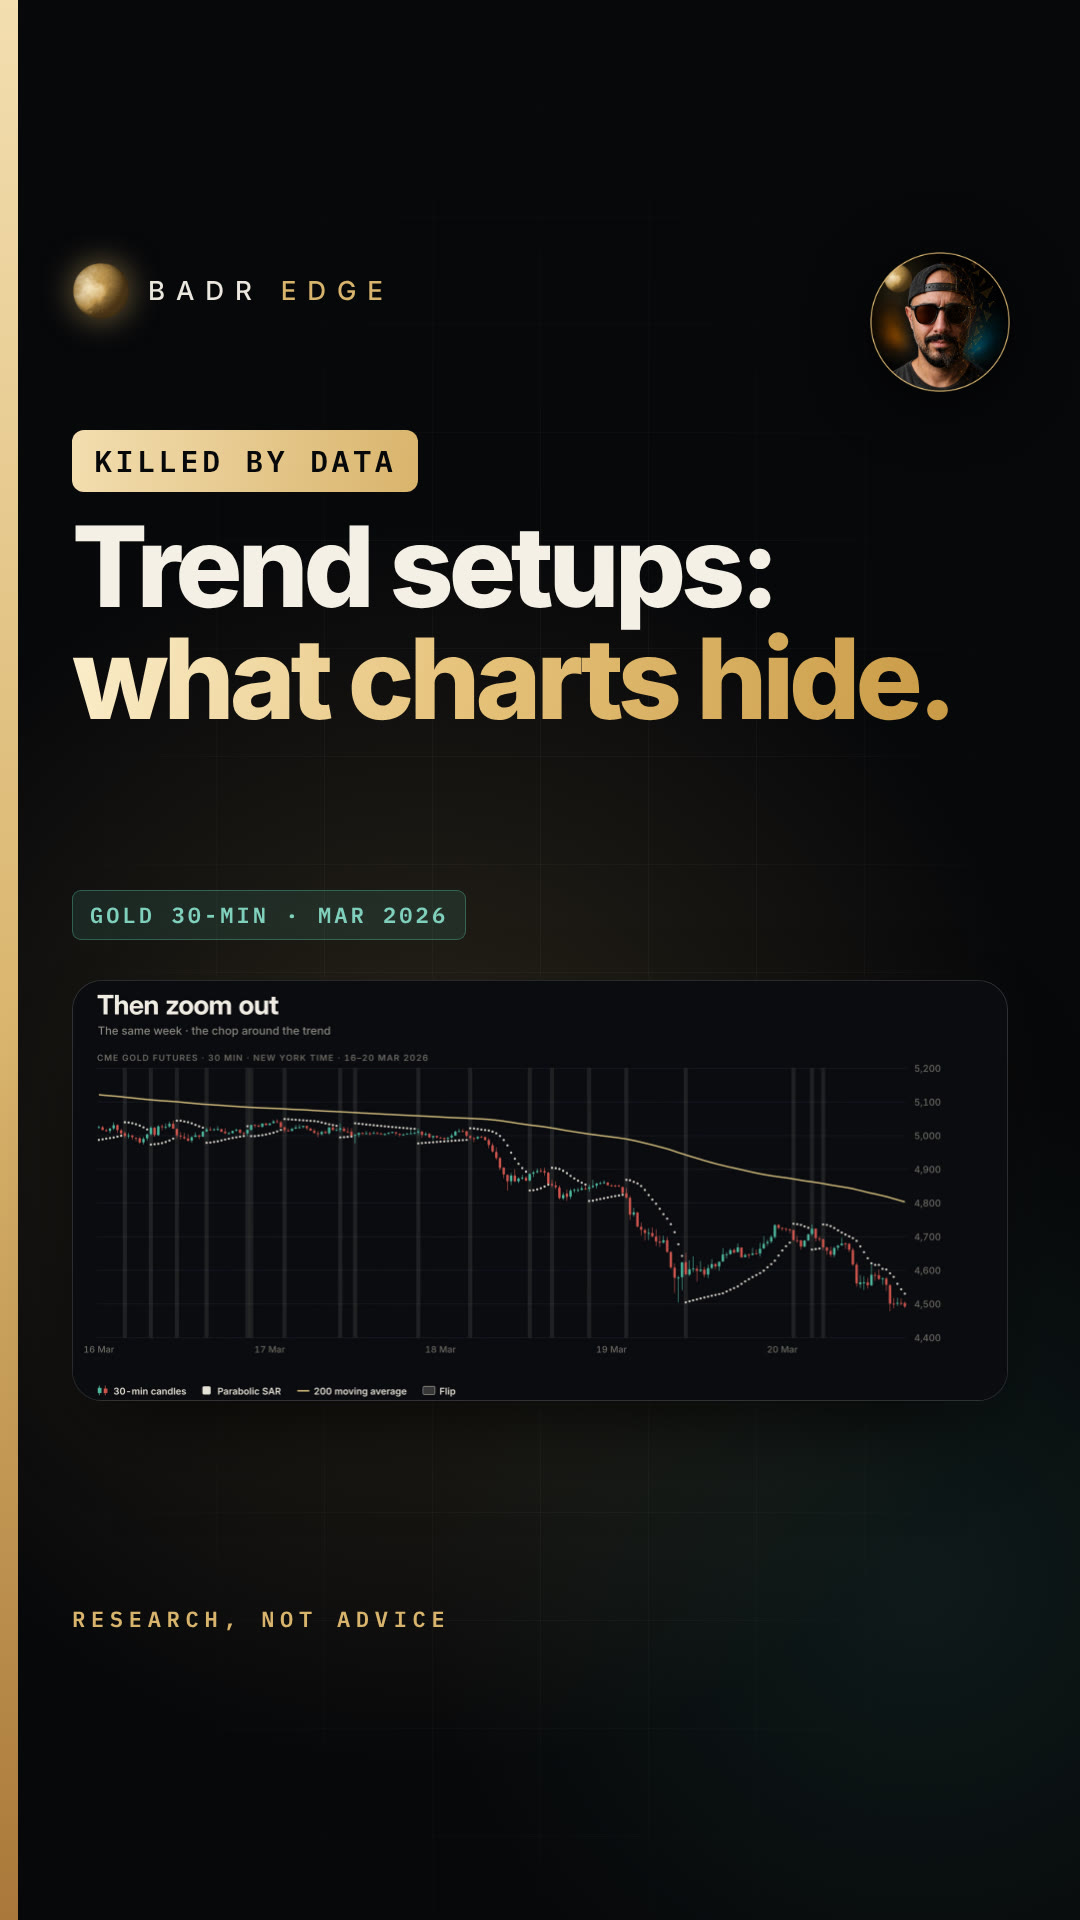 BADR EDGE
KILLED BY DATA
Trend setups:
what charts hide.
GOLD 30-MIN · MAR 2026
Then zoom out
The same week · the chop around the trend
CME GOLD FUTURES · 30 MIN · NEW YORK TIME · 16–20 MAR 2026
5,200
5,100
5,000
4,900
4,800
4,700
4,600
4,500
4,400
16 Mar 17 Mar 18 Mar 19 Mar 20 Mar
30-min candles Parabolic SAR 200 moving average Flip
RESEARCH, NOT ADVICE